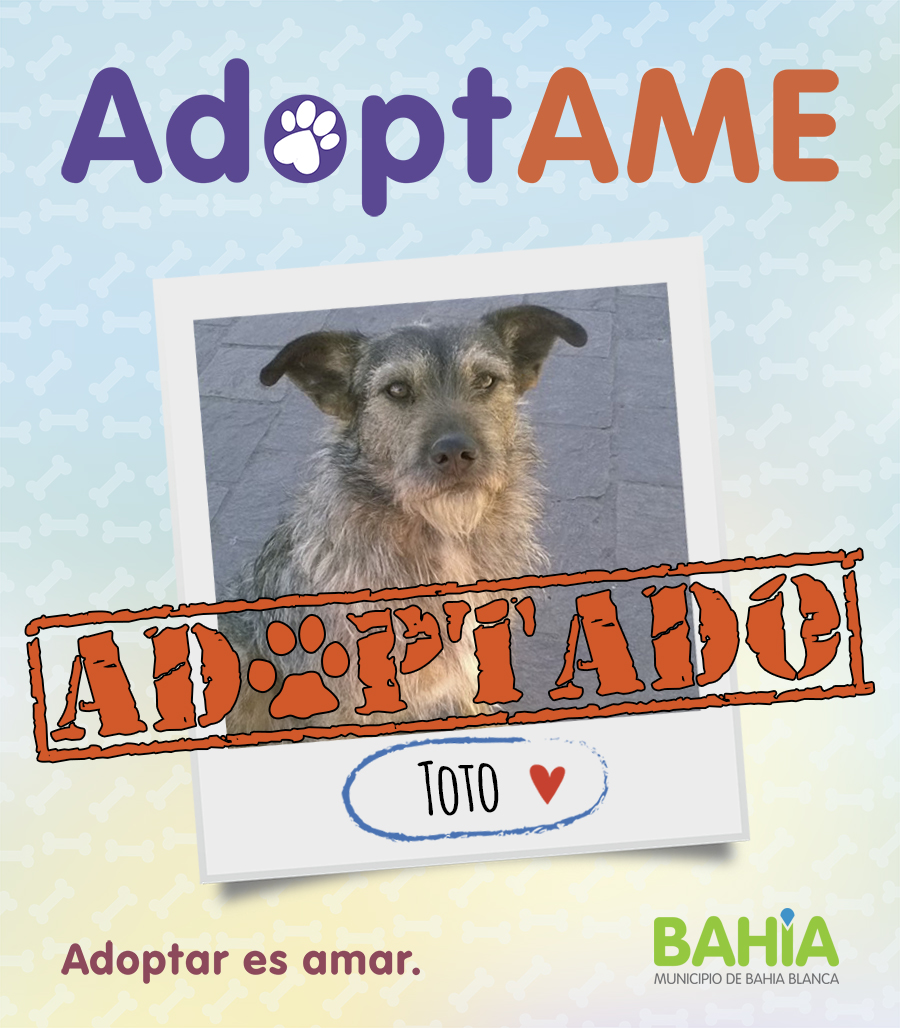 AdoptAME
ADOPTADO
TOTO
Adoptar es amar.
BAHIA
MUNICIPIO DE BAHIA BLANCA